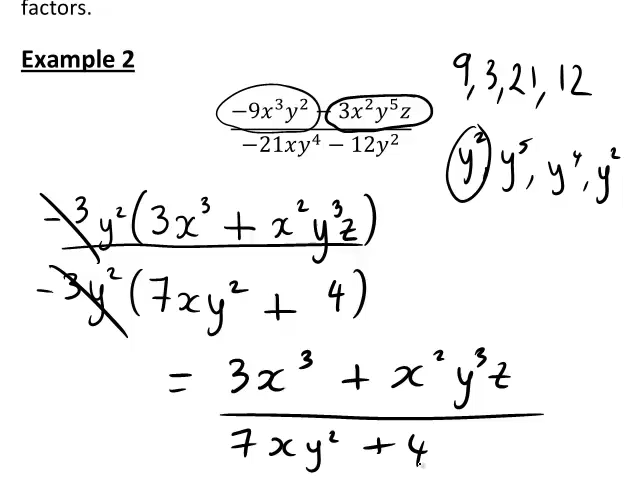 factors.
Example 2
9, 3, 21, 12
−9x³y² − 3x²y⁵z
−21xy⁴ − 12y²
y², y⁵, y⁴, y²
−3y²(3x³ + x²y³z)
−3y²(7xy² + 4)
= 3x³ + x²y³z
7xy² + 4